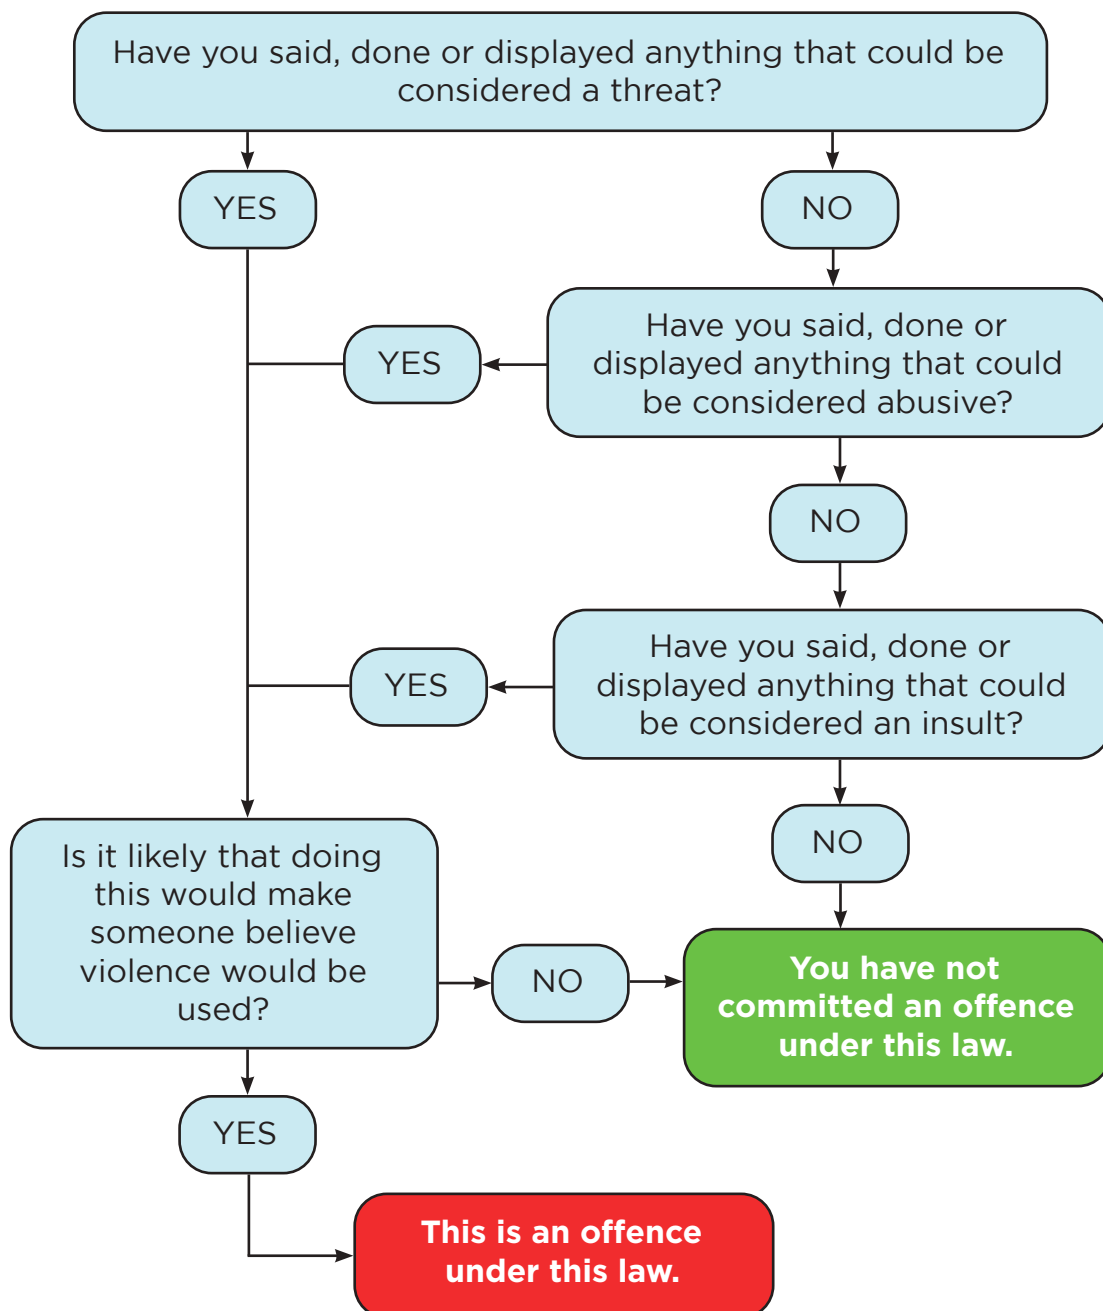 Have you said, done or displayed anything that could be
considered a threat?
YES
NO
Have you said, done or
displayed anything that could
be considered abusive?
YES
NO
Have you said, done or
displayed anything that could
be considered an insult?
YES
NO
Is it likely that doing
this would make
someone believe
violence would be
used?
NO
You have not
committed an offence
under this law.
YES
This is an offence
under this law.